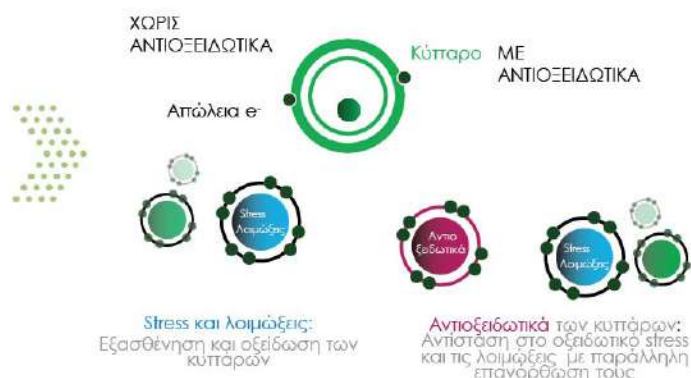 ΧΩΡΙΣ
ΑΝΤΙΟΞΕΙΔΩΤΙΚΑ
Κύτταρο
ΜΕ
ΑΝΤΙΟΞΕΙΔΩΤΙΚΑ
Απώλεια e-
Stress
Λοιμώξεις
Αντιο
ξειδωτικά
Stress
Λοιμώξεις
Stress και λοιμώξεις:
Εξασθένηση και οξείδωση των
κυττάρων
Αντιοξειδωτικά των κυττάρων:
Αντίσταση στο οξειδωτικό stress
και τις λοιμώξεις με παράλληλη
επανόρθωση τους